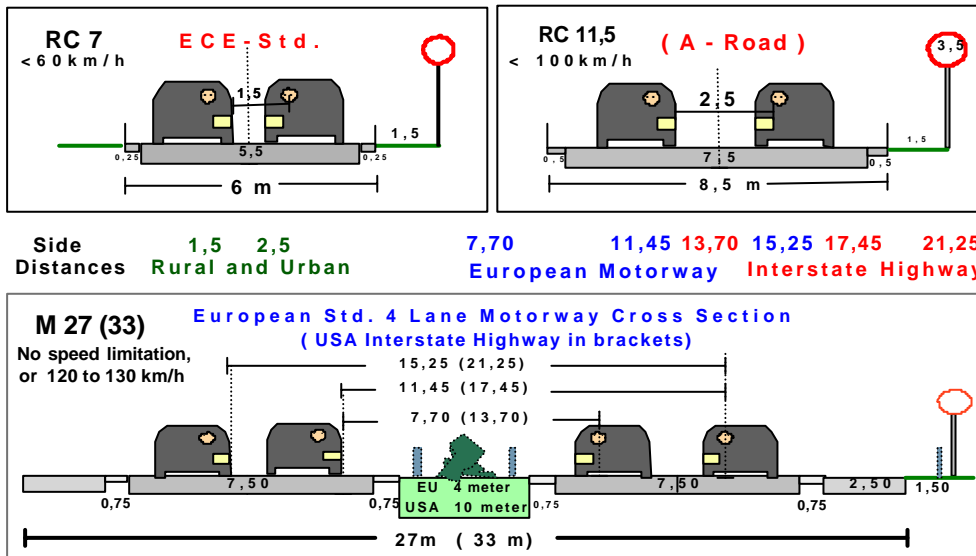 RC 7
ECE-Std.
< 60km/h
1,5
1,5
0,25
5,5
0,25
6 m
RC 11,5
( A - Road )
< 100km/h
3,5
2,5
1,5
0,5
7,5
0,5
8,5 m
Side 1,5 2,5 7,70 11,45 13,70 15,25 17,45 21,25
Distances Rural and Urban European Motorway Interstate Highway
M 27 (33)
European Std. 4 Lane Motorway Cross Section
( USA Interstate Highway in brackets)
No speed limitation,
or 120 to 130 km/h
15,25 (21,25)
11,45 (17,45)
7,70 (13,70)
7,50 EU 4 meter 7,50 2,50
0,75 0,75 USA 10 meter 0,75 0,75 1,50
27m ( 33 m)